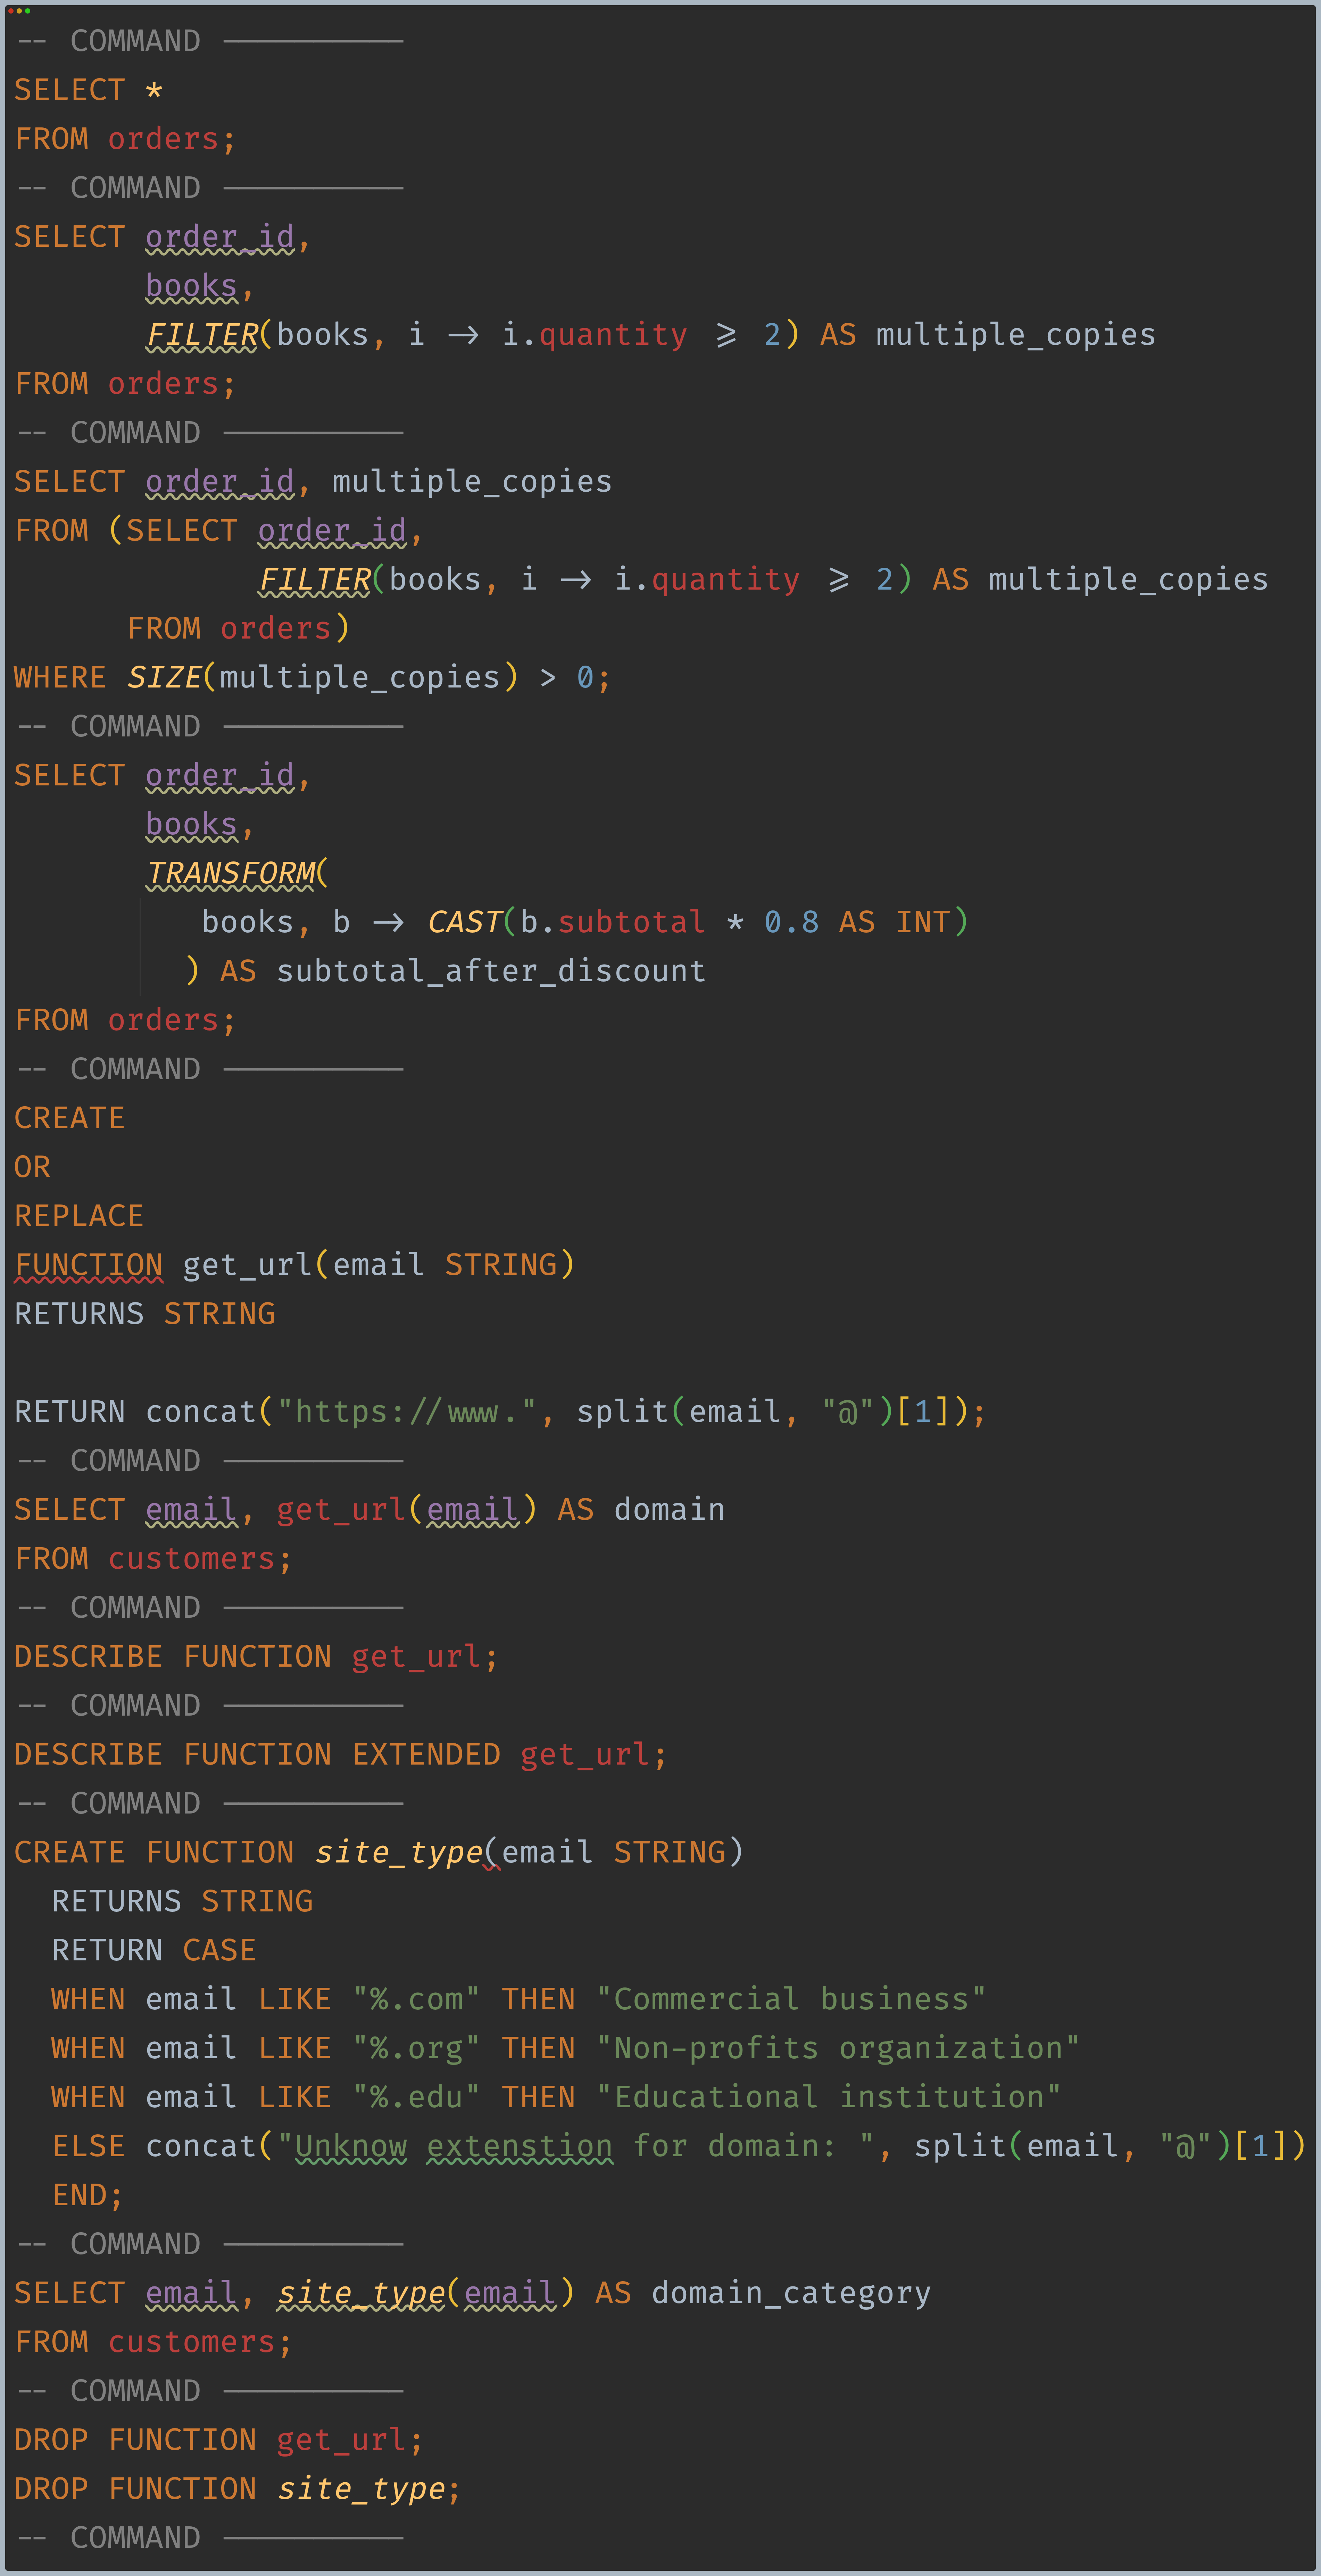 -- COMMAND ----------
SELECT *
FROM orders;
-- COMMAND ----------
SELECT order_id,
       books,
       FILTER(books, i -> i.quantity >= 2) AS multiple_copies
FROM orders;
-- COMMAND ----------
SELECT order_id, multiple_copies
FROM (SELECT order_id,
             FILTER(books, i -> i.quantity >= 2) AS multiple_copies
      FROM orders)
WHERE SIZE(multiple_copies) > 0;
-- COMMAND ----------
SELECT order_id,
       books,
       TRANSFORM(
          books, b -> CAST(b.subtotal * 0.8 AS INT)
         ) AS subtotal_after_discount
FROM orders;
-- COMMAND ----------
CREATE
OR
REPLACE
FUNCTION get_url(email STRING)
RETURNS STRING

RETURN concat("https://www.", split(email, "@")[1]);
-- COMMAND ----------
SELECT email, get_url(email) AS domain
FROM customers;
-- COMMAND ----------
DESCRIBE FUNCTION get_url;
-- COMMAND ----------
DESCRIBE FUNCTION EXTENDED get_url;
-- COMMAND ----------
CREATE FUNCTION site_type(email STRING)
  RETURNS STRING
  RETURN CASE
  WHEN email LIKE "%.com" THEN "Commercial business"
  WHEN email LIKE "%.org" THEN "Non-profits organization"
  WHEN email LIKE "%.edu" THEN "Educational institution"
  ELSE concat("Unknow extenstion for domain: ", split(email, "@")[1])
  END;
-- COMMAND ----------
SELECT email, site_type(email) AS domain_category
FROM customers;
-- COMMAND ----------
DROP FUNCTION get_url;
DROP FUNCTION site_type;
-- COMMAND ----------